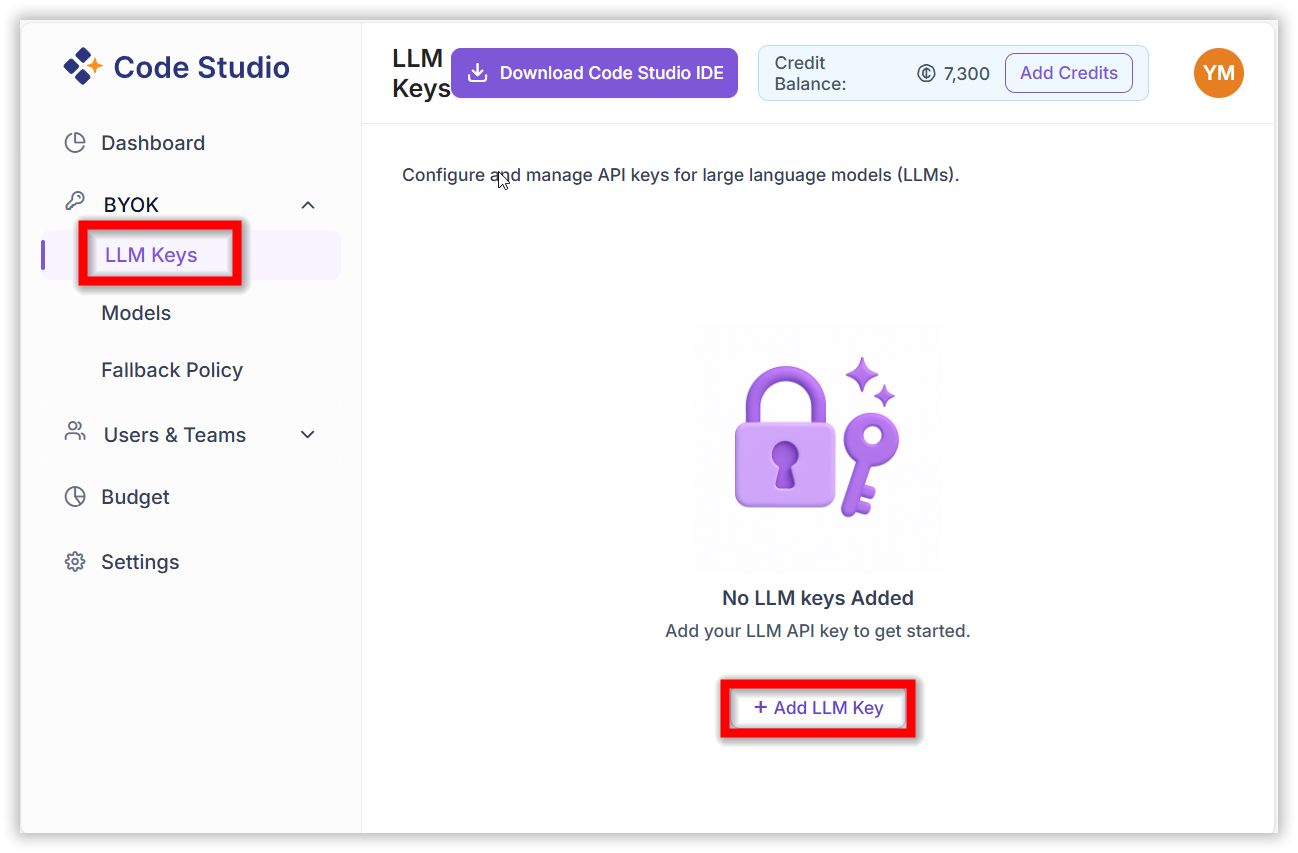 Code Studio
Dashboard
BYOK
LLM Keys
Models
Fallback Policy
Users & Teams
Budget
Settings
LLM
Keys
Download Code Studio IDE
Credit
Balance:
7,300
Add Credits
YM
Configure and manage API keys for large language models (LLMs).
No LLM keys Added
Add your LLM API key to get started.
+ Add LLM Key